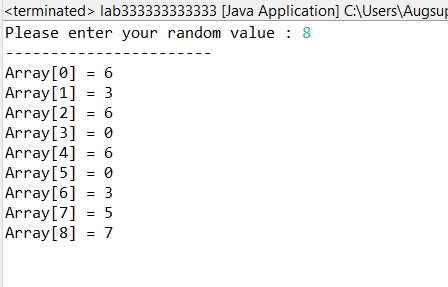 <terminated> lab333333333333 [Java Application] C:\Users\Augsup
Please enter your random value : 8
-----------------------
Array[0] = 6
Array[1] = 3
Array[2] = 6
Array[3] = 0
Array[4] = 6
Array[5] = 0
Array[6] = 3
Array[7] = 5
Array[8] = 7